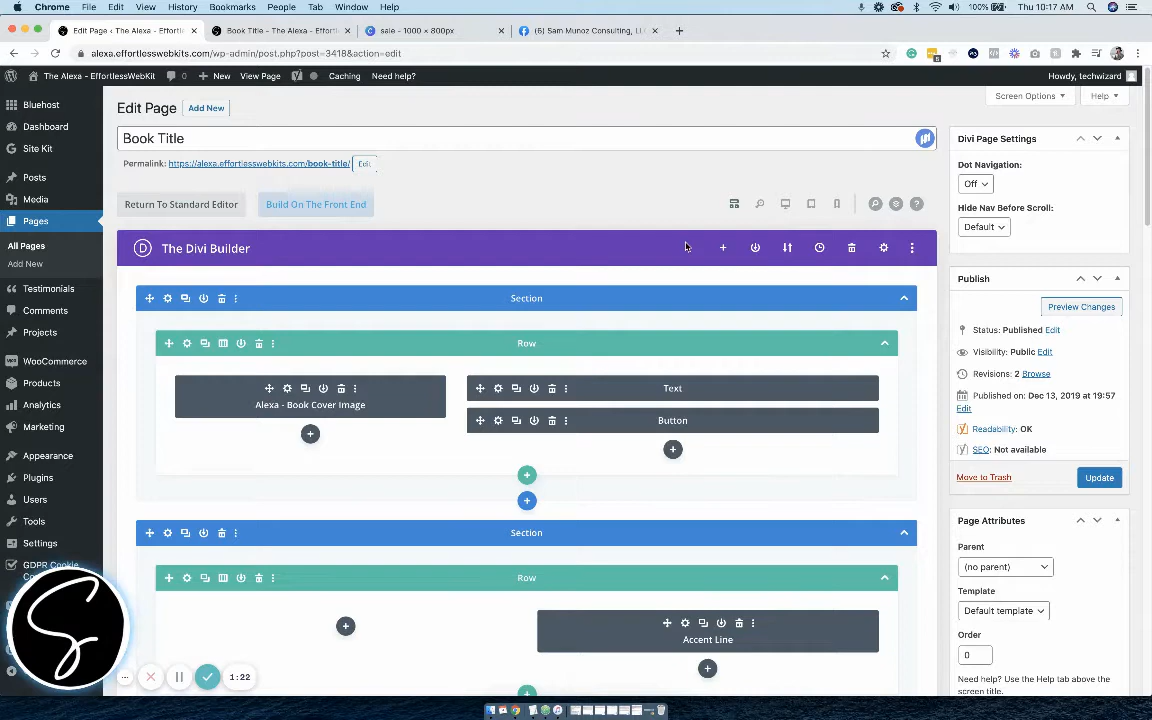 Chrome File Edit View History Bookmarks People Tab Window Help 100% Thu 10:17 AM
Edit Page ‹ The Alexa - Effortles
Book Title - The Alexa - Effortle
sale - 1000 × 800px
(6) Sam Munoz Consulting, LL
alexa.effortlesswebkits.com/wp-admin/post.php?post=3418&action=edit
The Alexa - EffortlessWebKit 0 New View Page Caching Need help? Howdy, techwizard
Bluehost
Dashboard
Site Kit
Posts
Media
Pages
All Pages
Add New
Testimonials
Comments
Projects
WooCommerce
Products
Analytics
Marketing
Appearance
Plugins
Users
Tools
Settings
GDPR Cookie
Edit Page Add New
Screen Options Help
Book Title
Permalink: https://alexa.effortlesswebkits.com/book-title/ Edit
Return To Standard Editor Build On The Front End
D The Divi Builder
Section
Row
Alexa - Book Cover Image
Text
Button
Section
Row
Accent Line
Divi Page Settings
Dot Navigation:
Off
Hide Nav Before Scroll:
Default
Publish
Preview Changes
Status: Published Edit
Visibility: Public Edit
Revisions: 2 Browse
Published on: Dec 13, 2019 at 19:57
Edit
Readability: OK
SEO: Not available
Move to Trash Update
Page Attributes
Parent
(no parent)
Template
Default template
Order
0
Need help? Use the Help tab above the
screen title.
S
1:22